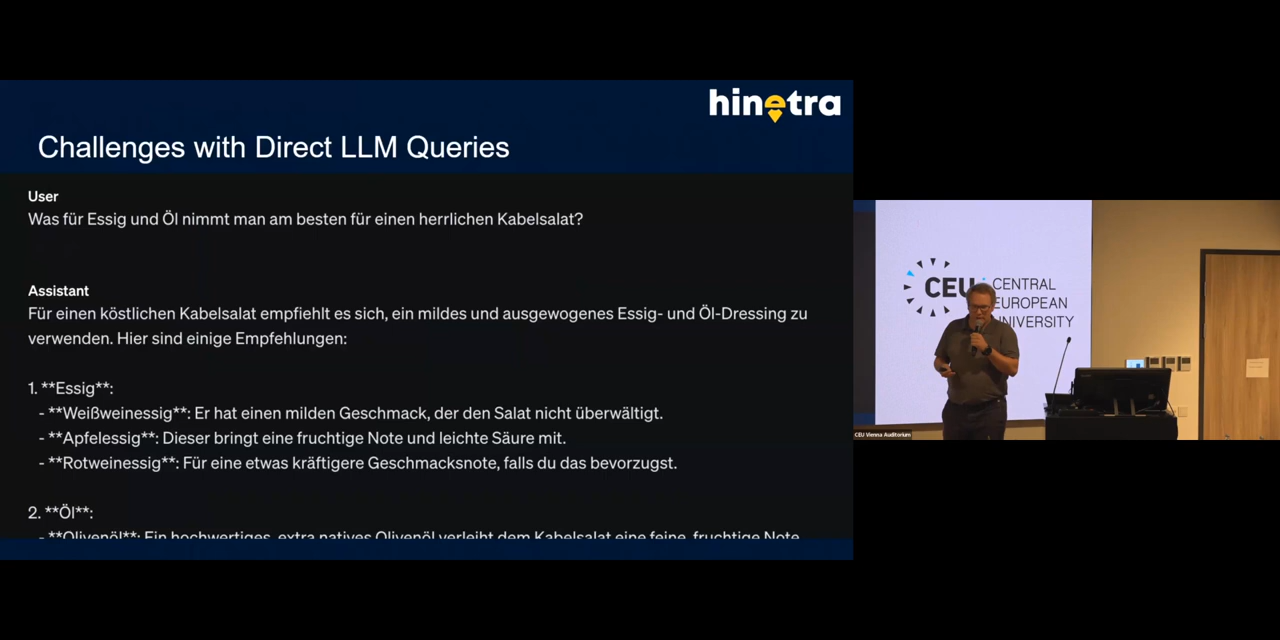 hinetra
Challenges with Direct LLM Queries
User
Was für Essig und Öl nimmt man am besten für einen herrlichen Kabelsalat?
Assistant
Für einen köstlichen Kabelsalat empfiehlt es sich, ein mildes und ausgewogenes Essig- und Öl-Dressing zu
verwenden. Hier sind einige Empfehlungen:
1. **Essig**:
- **Weißweinessig**: Er hat einen milden Geschmack, der den Salat nicht überwältigt.
- **Apfelessig**: Dieser bringt eine fruchtige Note und leichte Säure mit.
- **Rotweinessig**: Für eine etwas kräftigere Geschmacksnote, falls du das bevorzugst.
2. **Öl**:
- **Olivenöl**: Ein hochwertiges, extra natives Olivenöl verleiht dem Kabelsalat eine feine, fruchtige Note
CEU
CENTRAL
EUROPEAN
UNIVERSITY
CEU Vienna Auditorium